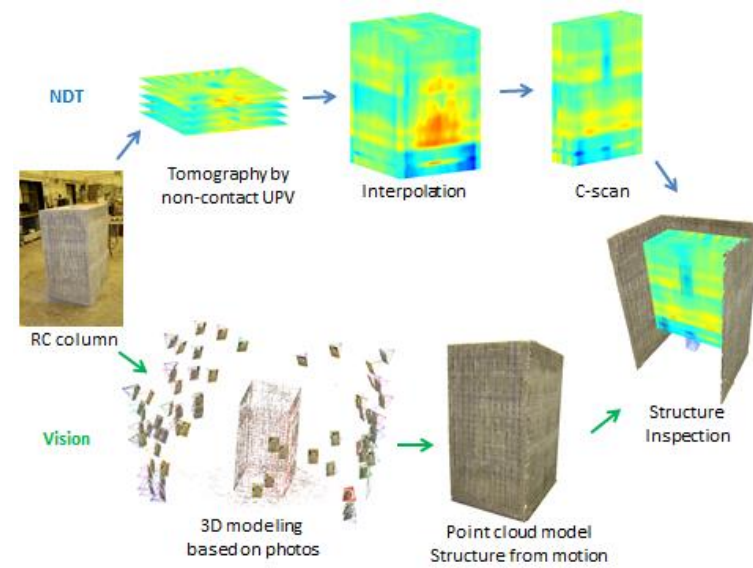 NDT
Tomography by
non-contact UPV
Interpolation
C-scan
RC column
Structure
Inspection
Vision
3D modeling
based on photos
Point cloud model
Structure from motion